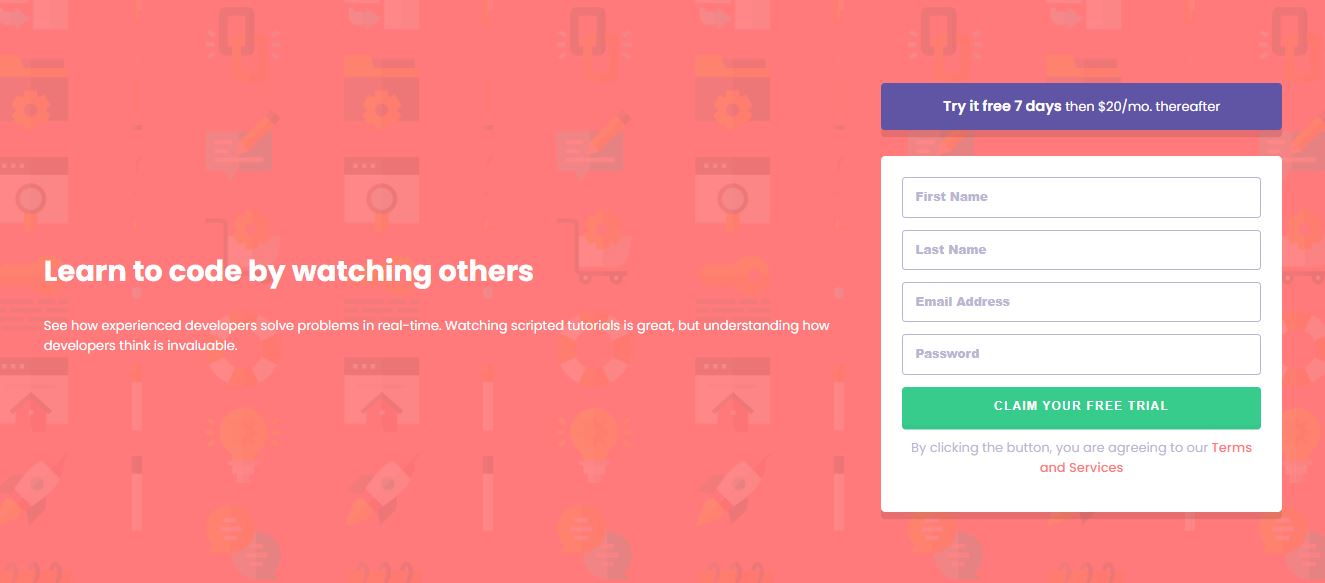 Learn to code by watching others
See how experienced developers solve problems in real-time. Watching scripted tutorials is great, but understanding how
developers think is invaluable.
Try it free 7 days then $20/mo. thereafter
First Name
Last Name
Email Address
Password
CLAIM YOUR FREE TRIAL
By clicking the button, you are agreeing to our Terms
and Services